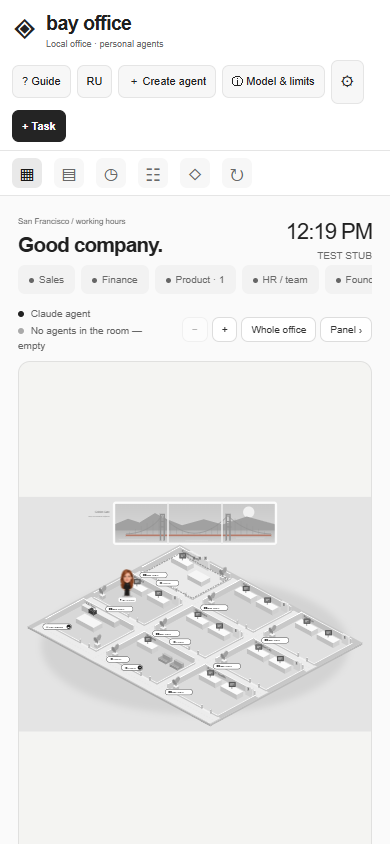 bay office
Local office · personal agents
? Guide
RU
+ Create agent
ⓘ Model & limits
+ Task
San Francisco / working hours
Good company.
12:19 PM
TEST STUB
Sales
Finance
Product · 1
HR / team
Found
Claude agent
No agents in the room —
empty
−
+
Whole office
Panel ›